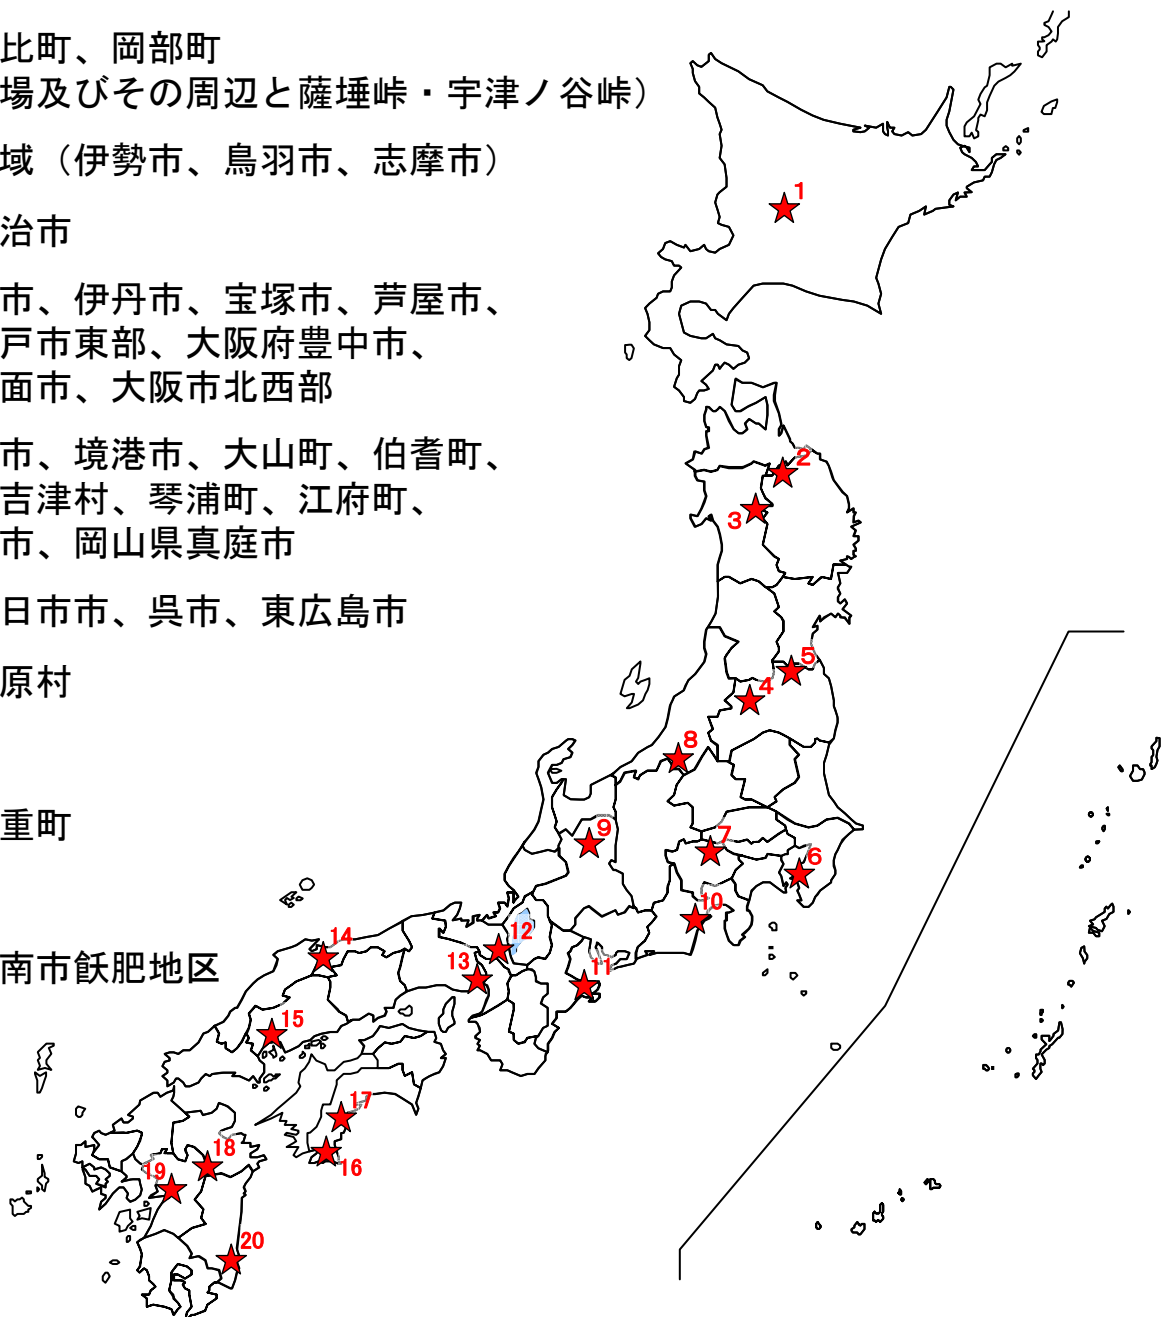 比町、岡部町
場及びその周辺と薩埵峠・宇津ノ谷峠）
域（伊勢市、鳥羽市、志摩市）
治市
市、伊丹市、宝塚市、芦屋市、
戸市東部、大阪府豊中市、
面市、大阪市北西部
市、境港市、大山町、伯耆町、
吉津村、琴浦町、江府町、
市、岡山県真庭市
日市市、呉市、東広島市
原村
重町
南市飫肥地区
1
2
3
5
4
8
9
7
6
10
12
14
13
11
15
17
18
16
19
20